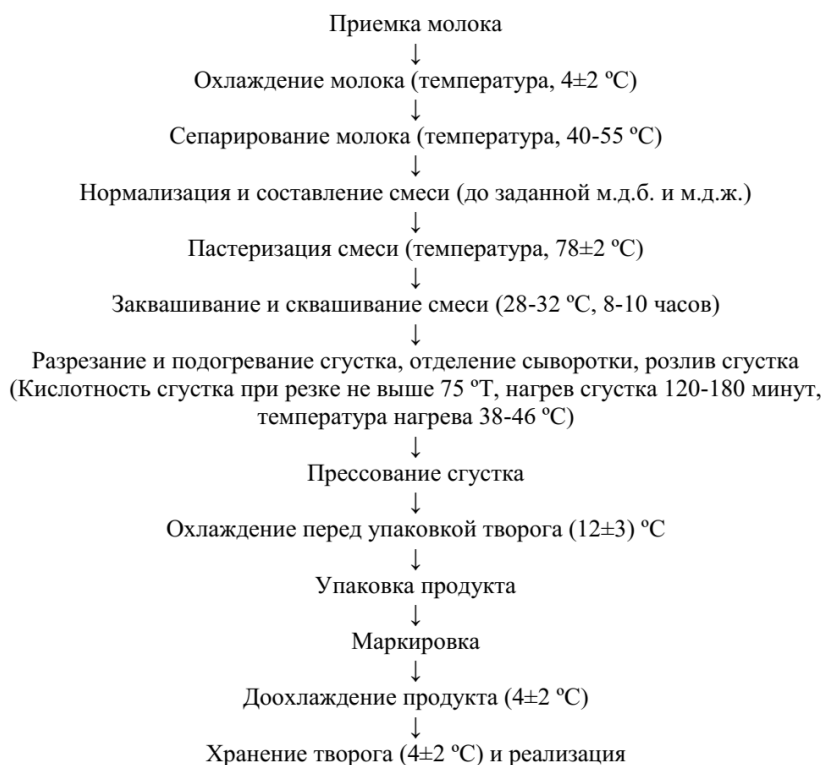 Приемка молока
↓
Охлаждение молока (температура, 4±2 ºС)
↓
Сепарирование молока (температура, 40-55 ºС)
↓
Нормализация и составление смеси (до заданной м.д.б. и м.д.ж.)
↓
Пастеризация смеси (температура, 78±2 ºС)
↓
Заквашивание и сквашивание смеси (28-32 ºС, 8-10 часов)
↓
Разрезание и подогревание сгустка, отделение сыворотки, розлив сгустка
(Кислотность сгустка при резке не выше 75 ºТ, нагрев сгустка 120-180 минут,
температура нагрева 38-46 ºС)
↓
Прессование сгустка
↓
Охлаждение перед упаковкой творога (12±3) ºС
↓
Упаковка продукта
↓
Маркировка
↓
Доохлаждение продукта (4±2 ºС)
↓
Хранение творога (4±2 ºС) и реализация